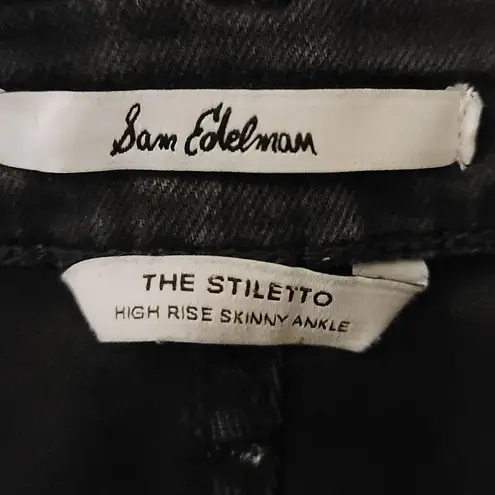 Sam Edelman
THE STILETTO
HIGH RISE SKINNY ANKLE